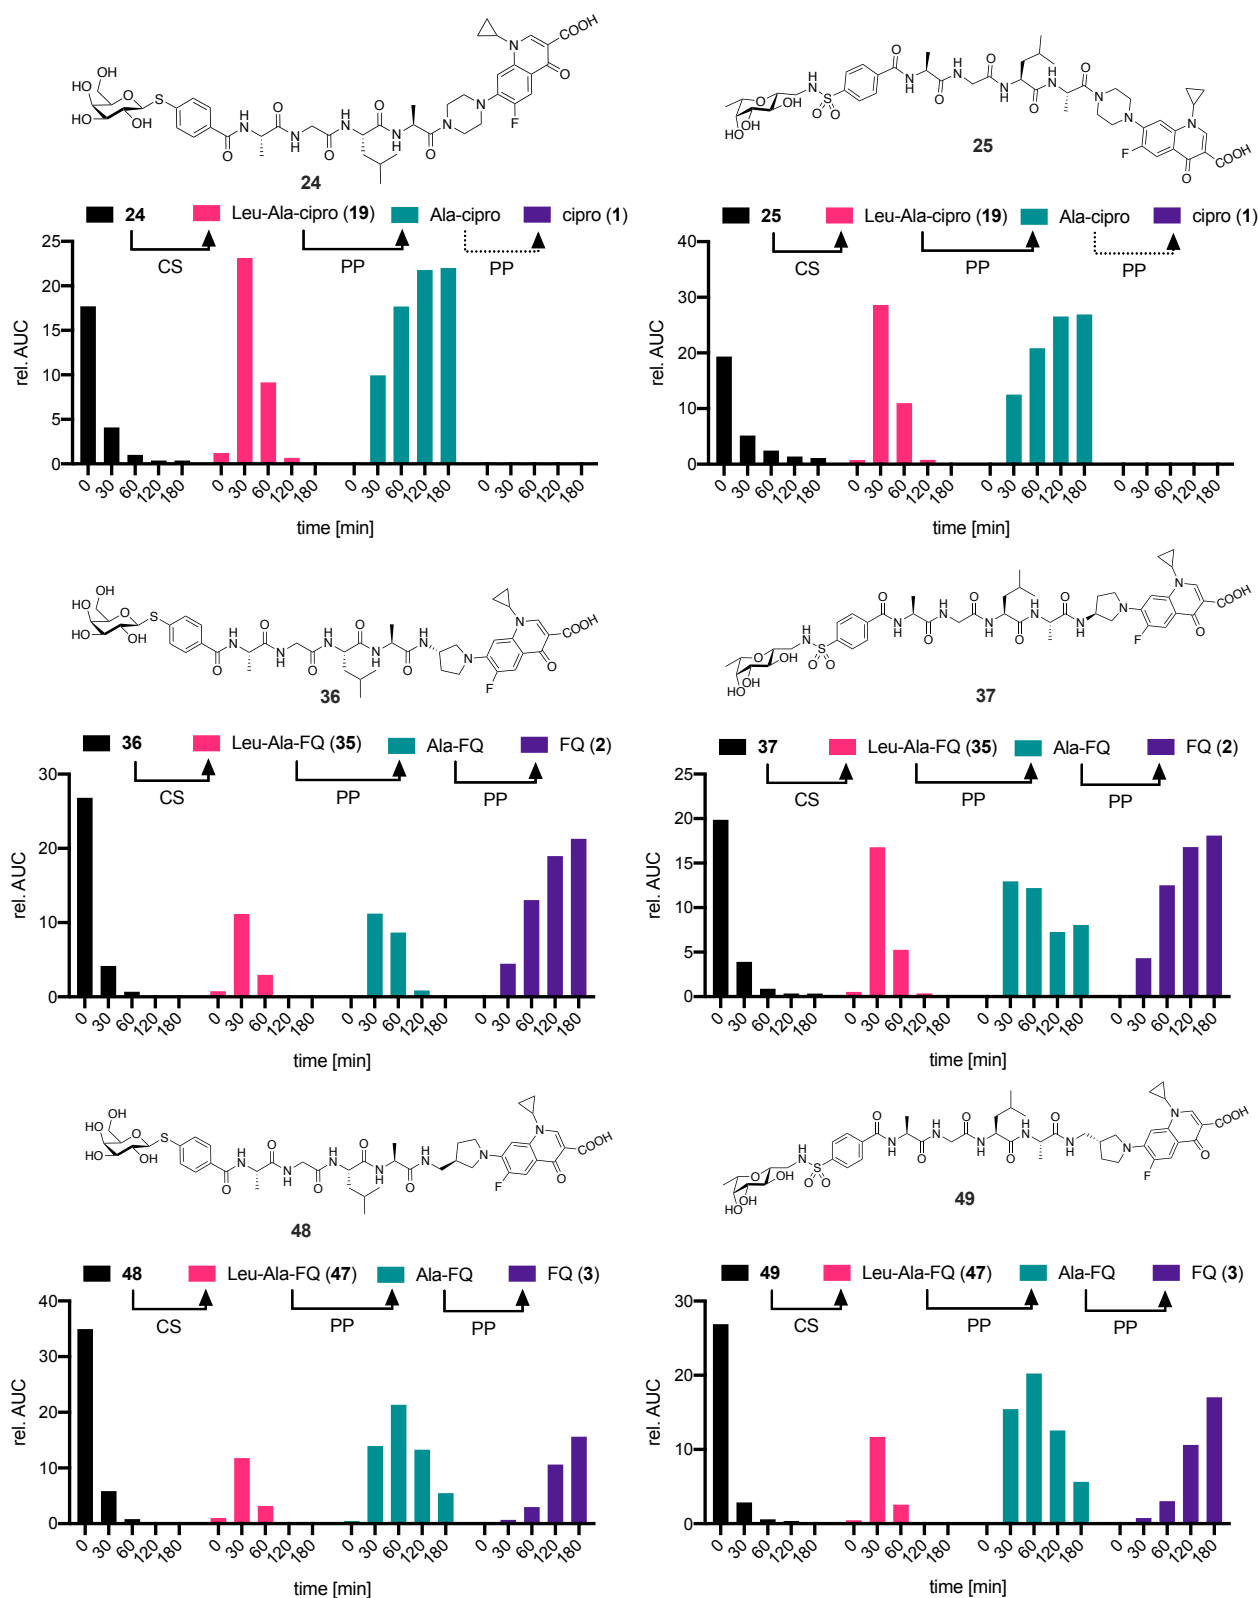 24
25
24 Leu-Ala-cipro (19) Ala-cipro cipro (1)
CS PP PP
rel. AUC
25
20
15
10
5
0
0 30 60 120 180 0 30 60 120 180 0 30 60 120 180 0 30 60 120 180
time [min]
25 Leu-Ala-cipro (19) Ala-cipro cipro (1)
CS PP PP
rel. AUC
40
30
20
10
0
0 30 60 120 180 0 30 60 120 180 0 30 60 120 180 0 30 60 120 180
time [min]
36
37
36 Leu-Ala-FQ (35) Ala-FQ FQ (2)
CS PP PP
rel. AUC
30
20
10
0
0 30 60 120 180 0 30 60 120 180 0 30 60 120 180 0 30 60 120 180
time [min]
37 Leu-Ala-FQ (35) Ala-FQ FQ (2)
CS PP PP
rel. AUC
25
20
15
10
5
0
0 30 60 120 180 0 30 60 120 180 0 30 60 120 180 0 30 60 120 180
time [min]
48
49
48 Leu-Ala-FQ (47) Ala-FQ FQ (3)
CS PP PP
rel. AUC
40
30
20
10
0
0 30 60 120 180 0 30 60 120 180 0 30 60 120 180 0 30 60 120 180
time [min]
49 Leu-Ala-FQ (47) Ala-FQ FQ (3)
CS PP PP
rel. AUC
30
20
10
0
0 30 60 120 180 0 30 60 120 180 0 30 60 120 180 0 30 60 120 180
time [min]